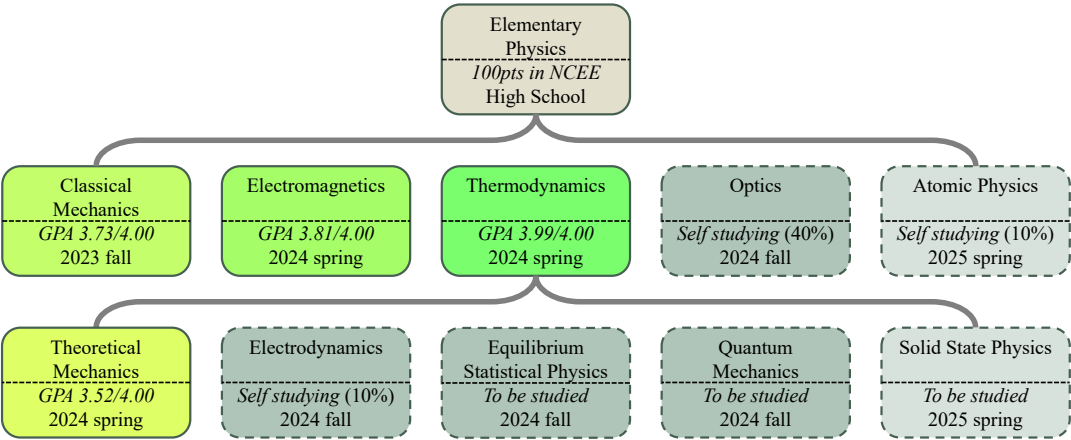 Elementary
Physics
100pts in NCEE
High School
Classical
Mechanics
GPA 3.73/4.00
2023 fall
Electromagnetics
GPA 3.81/4.00
2024 spring
Thermodynamics
GPA 3.99/4.00
2024 spring
Optics
Self studying (40%)
2024 fall
Atomic Physics
Self studying (10%)
2025 spring
Theoretical
Mechanics
GPA 3.52/4.00
2024 spring
Electrodynamics
Self studying (10%)
2024 fall
Equilibrium
Statistical Physics
To be studied
2024 fall
Quantum
Mechanics
To be studied
2024 fall
Solid State Physics
To be studied
2025 spring